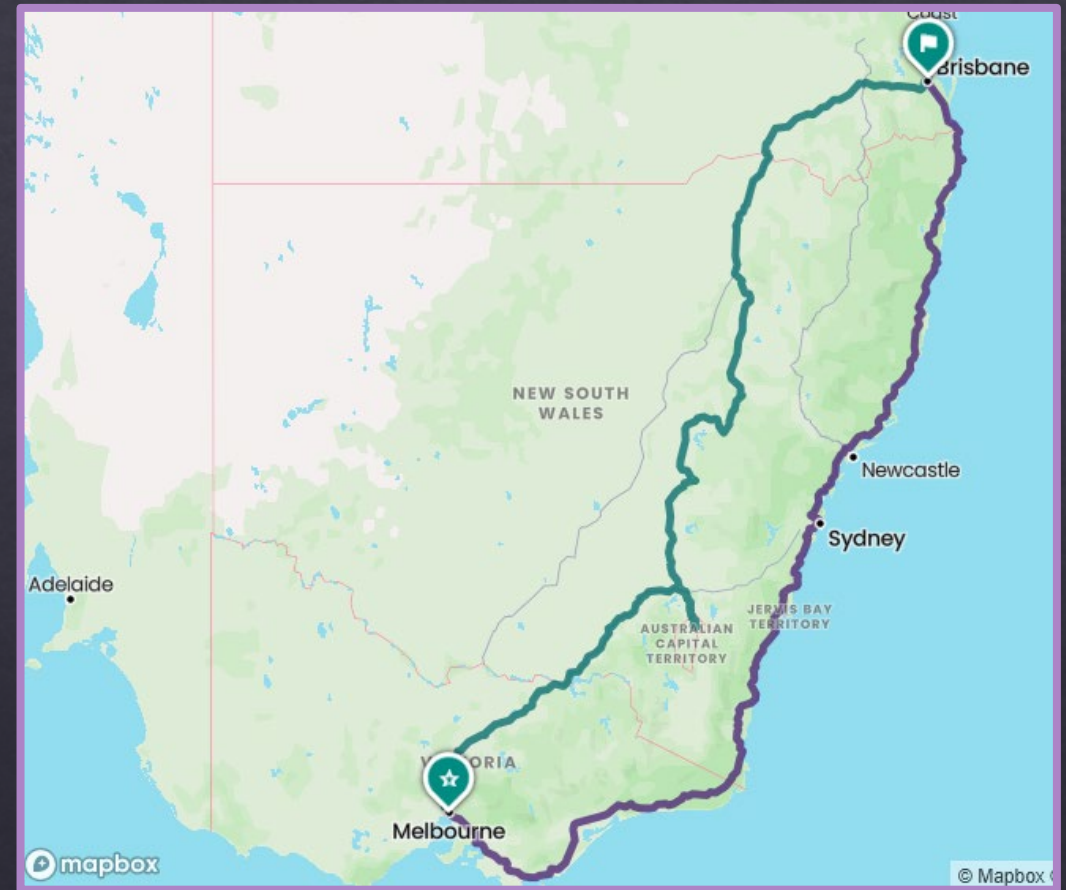 Coast
Brisbane
NEW SOUTH
WALES
Newcastle
Sydney
Adelaide
JERVIS BAY
TERRITORY
AUSTRALIAN
CAPITAL
TERRITORY
VICTORIA
Melbourne
mapbox
© Mapbox